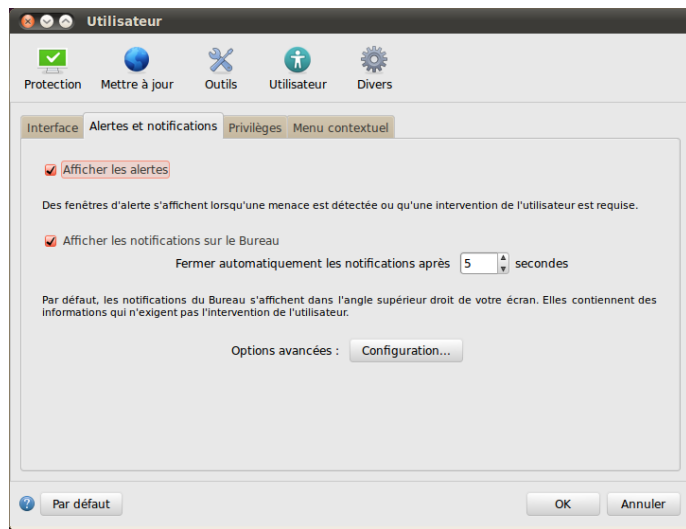 Utilisateur
Protection Mettre à jour Outils Utilisateur Divers
Interface Alertes et notifications Privilèges Menu contextuel
Afficher les alertes
Des fenêtres d'alerte s'affichent lorsqu'une menace est détectée ou qu'une intervention de l'utilisateur est requise.
Afficher les notifications sur le Bureau
Fermer automatiquement les notifications après 5 secondes
Par défaut, les notifications du Bureau s'affichent dans l'angle supérieur droit de votre écran. Elles contiennent des
informations qui n'exigent pas l'intervention de l'utilisateur.
Options avancées : Configuration...
? Par défaut OK Annuler